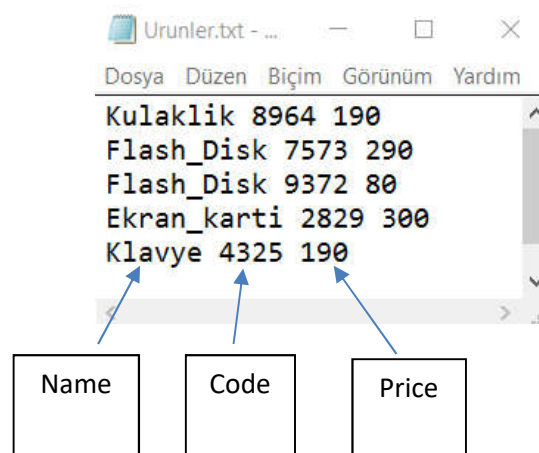 Urunler.txt - ...
Dosya Düzen Biçim Görünüm Yardım
Kulaklik 8964 190
Flash_Disk 7573 290
Flash_Disk 9372 80
Ekran_karti 2829 300
Klavye 4325 190
Name Code Price